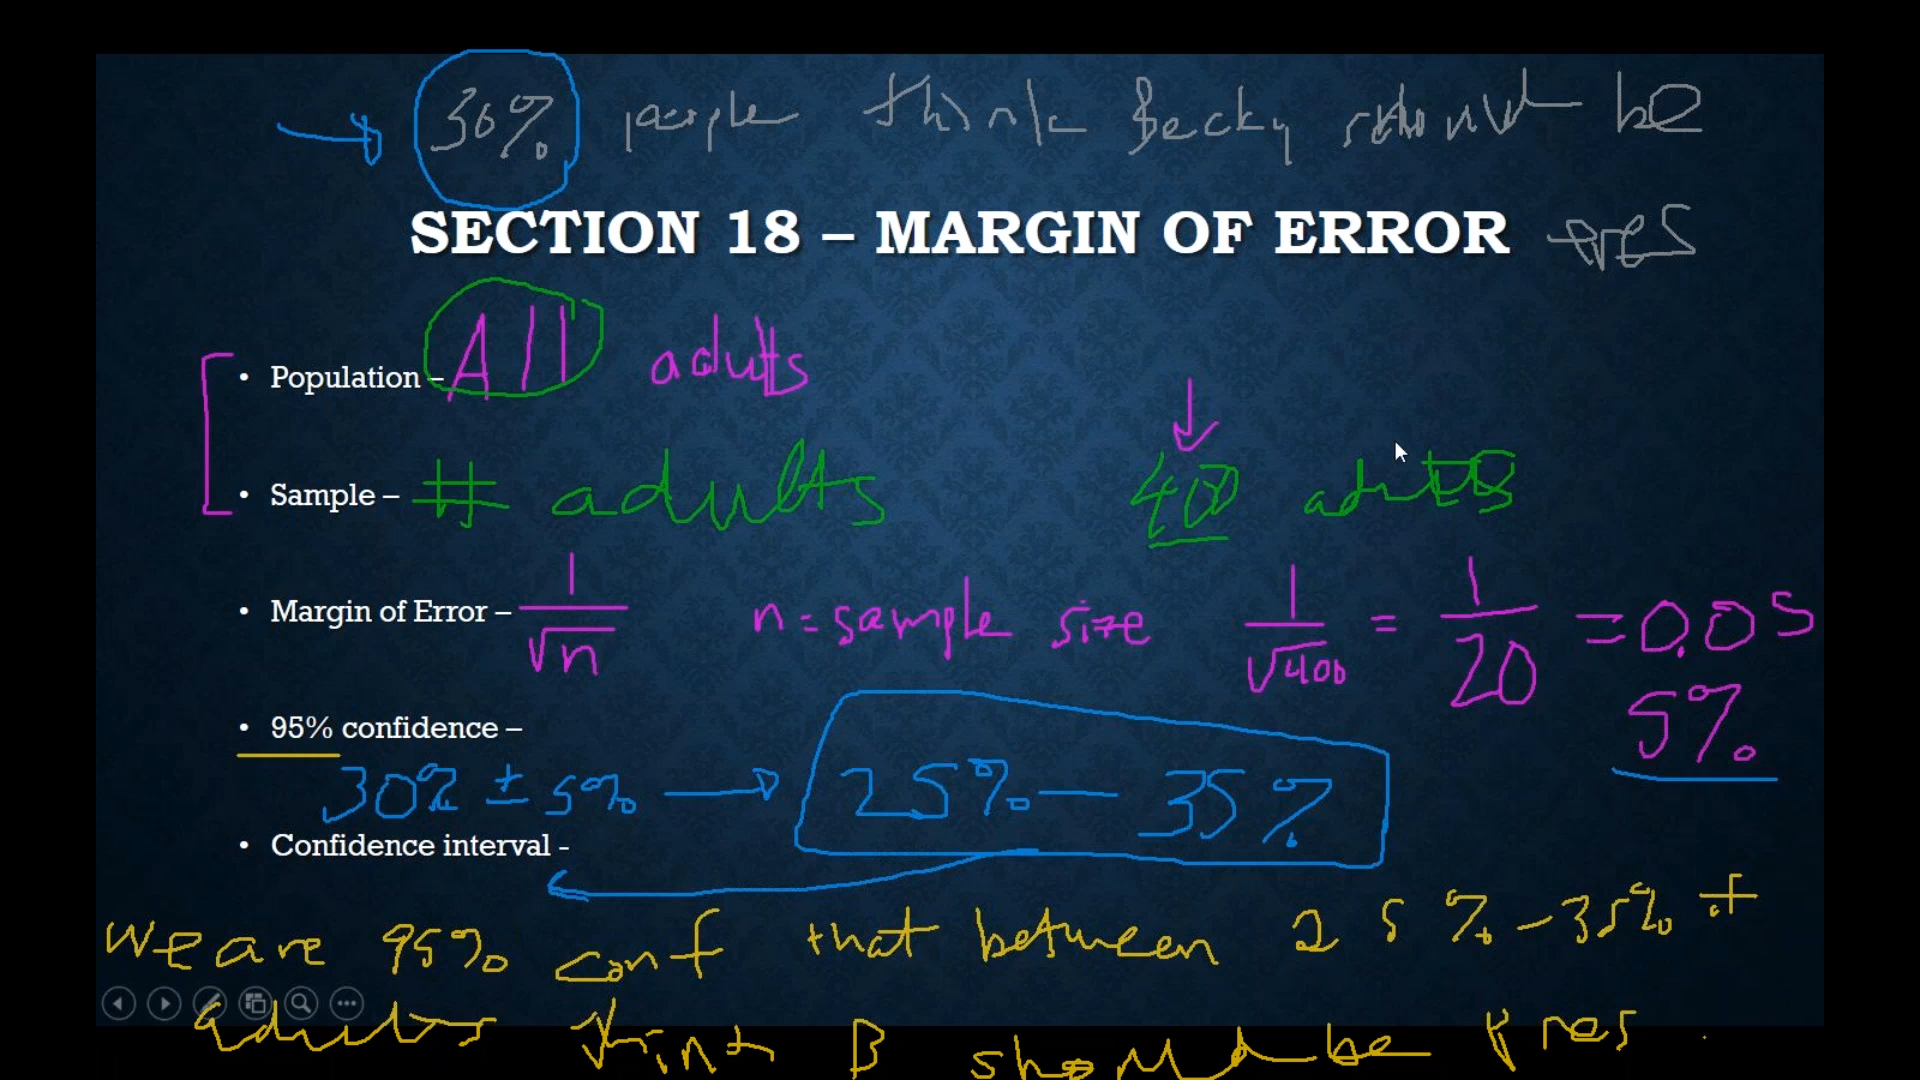 30% people think Becky should be
SECTION 18 – MARGIN OF ERROR pres
• Population – All adults
• Sample – # adults 400 adults
• Margin of Error – 1/√n n = sample size 1/√400 = 1/20 = 0.05
5%
• 95% confidence –
30% ± 5% → 25% — 35%
• Confidence interval -
We are 95% conf that between 25% – 35% of
adults think B should be pres.